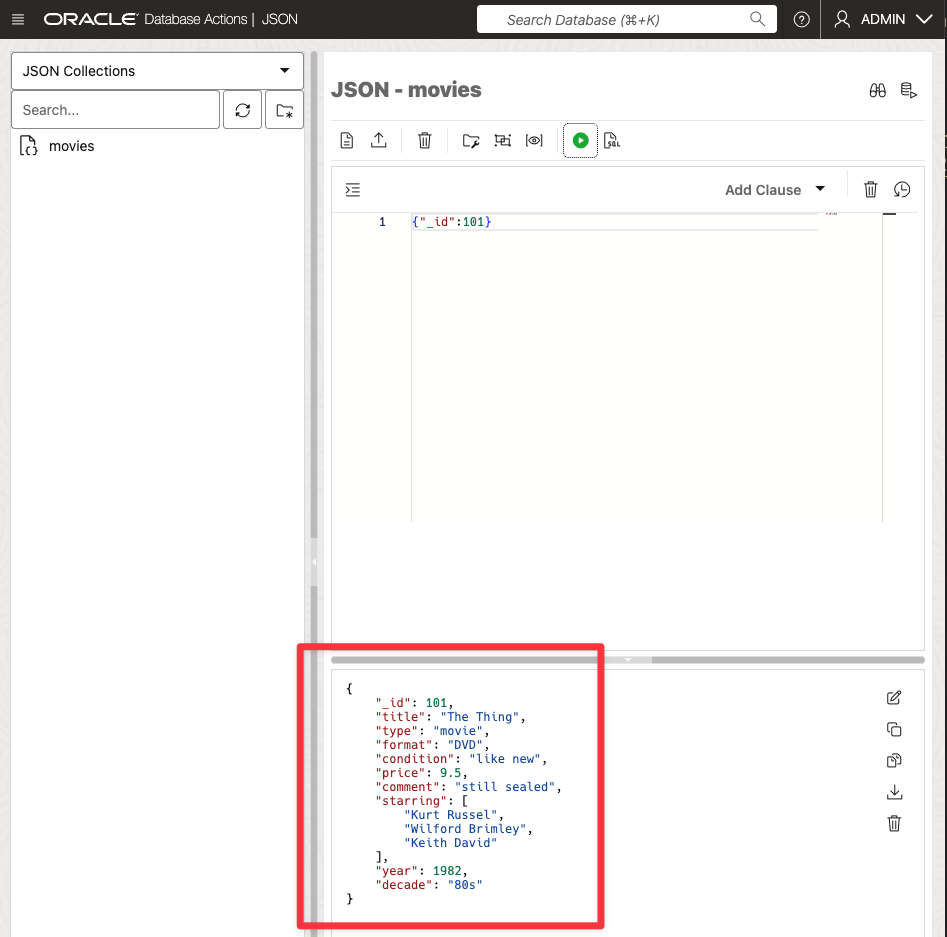 ORACLE Database Actions | JSON
Search Database (⌘+K)
ADMIN
JSON Collections
Search...
movies
JSON - movies
Add Clause
1 {"_id":101}
{
"_id": 101,
"title": "The Thing",
"type": "movie",
"format": "DVD",
"condition": "like new",
"price": 9.5,
"comment": "still sealed",
"starring": [
"Kurt Russel",
"Wilford Brimley",
"Keith David"
],
"year": 1982,
"decade": "80s"
}